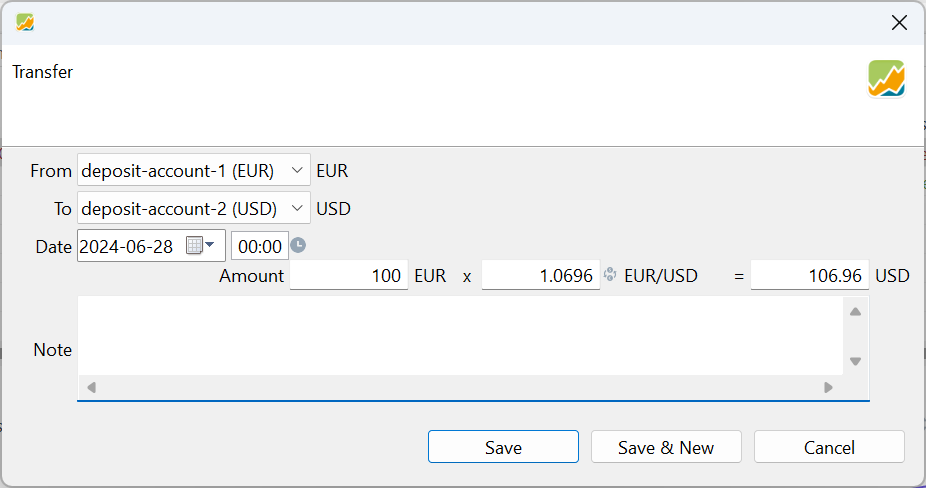 Transfer
From deposit-account-1 (EUR) EUR
To deposit-account-2 (USD) USD
Date 2024-06-28 00:00
Amount 100 EUR x 1.0696 EUR/USD = 106.96 USD
Note
Save Save & New Cancel